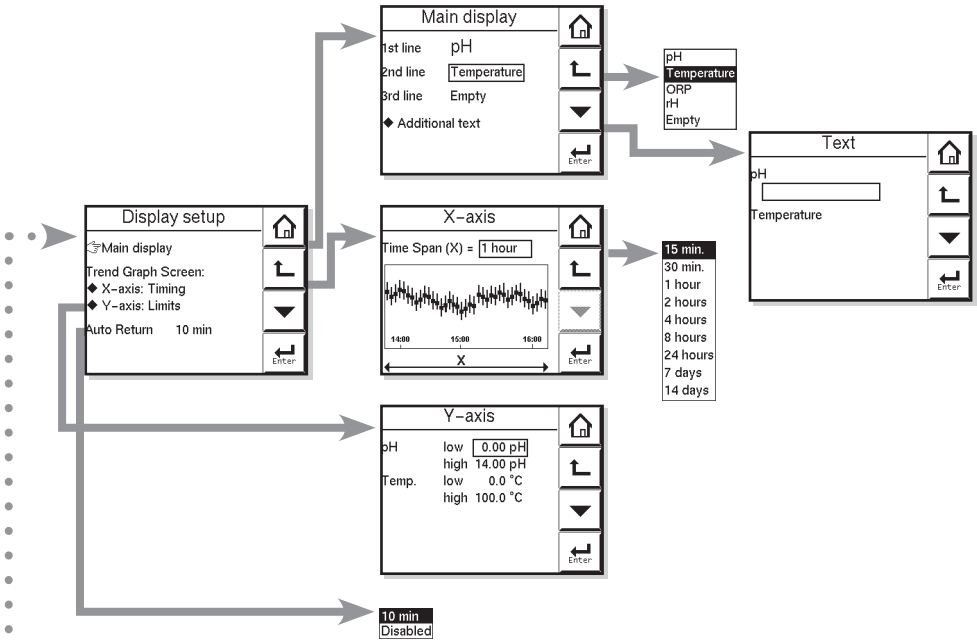 Main display
1st line pH
2nd line Temperature
3rd line Empty
◆ Additional text
Enter
pH
Temperature
ORP
rH
Empty
Text
pH
Temperature
Enter
Display setup
Main display
Trend Graph Screen:
◆ X-axis: Timing
◆ Y-axis: Limits
Auto Return 10 min
Enter
X-axis
Time Span (X) = 1 hour
14:00 15:00 16:00
X
Enter
15 min.
30 min.
1 hour
2 hours
4 hours
8 hours
24 hours
7 days
14 days
Y-axis
pH low 0.00 pH
high 14.00 pH
Temp. low 0.0 °C
high 100.0 °C
Enter
10 min
Disabled